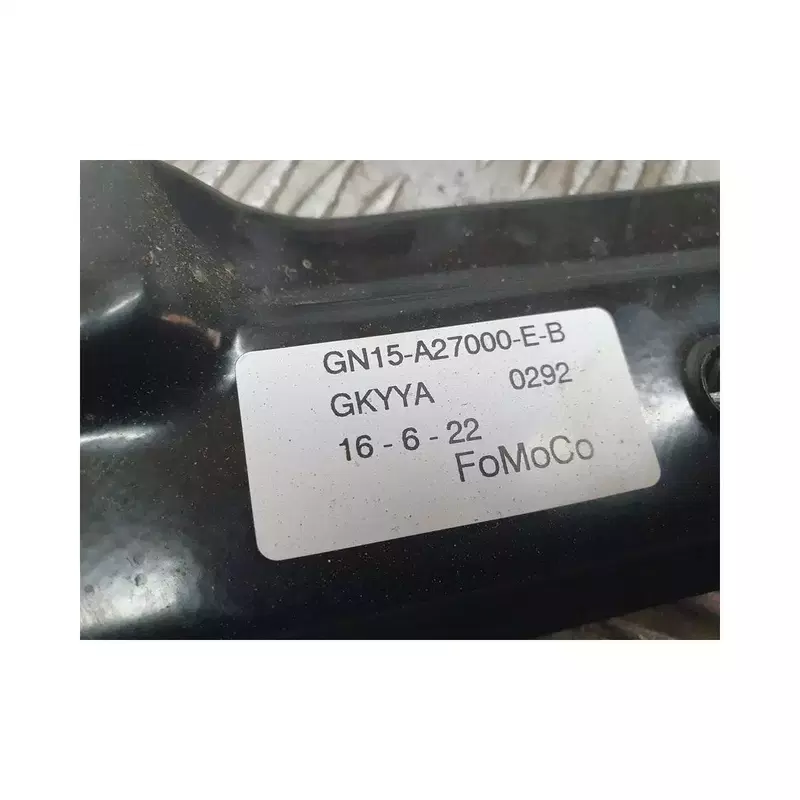 GN15-A27000-E-B
GKYYA 0292
16-6-22
FoMoCo